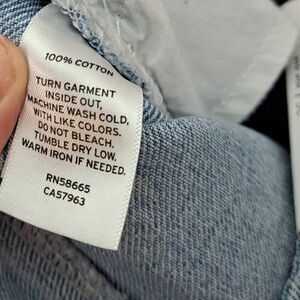 100% COTTON
TURN GARMENT
INSIDE OUT,
MACHINE WASH COLD,
WITH LIKE COLORS.
DO NOT BLEACH.
TUMBLE DRY LOW.
WARM IRON IF NEEDED.
RN58665
CA57963